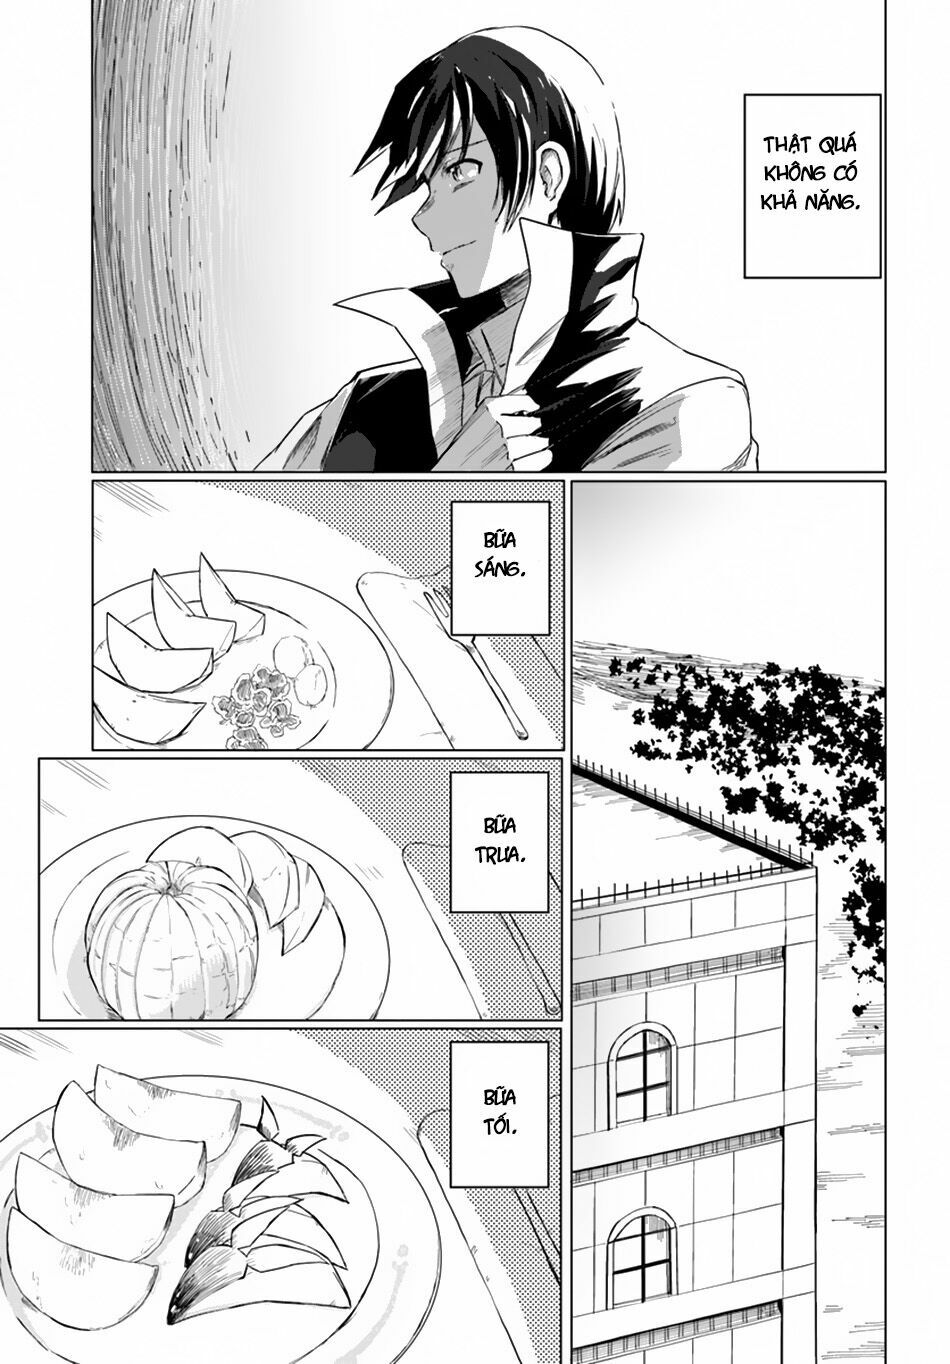 THẬT QUÁ
KHÔNG CÓ
KHẢ NĂNG.
BỮA
SÁNG.
BỮA
TRƯA.
BỮA
TỐI.